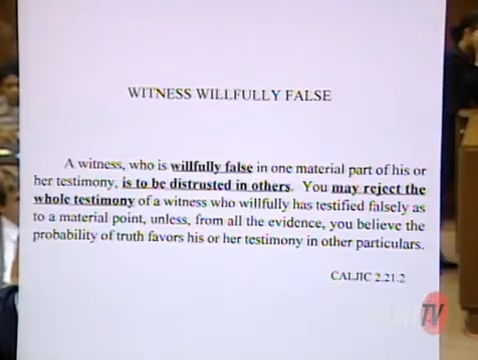 WITNESS WILLFULLY FALSE
A witness, who is willfully false in one material part of his or
her testimony, is to be distrusted in others. You may reject the
whole testimony of a witness who willfully has testified falsely as
to a material point, unless, from all the evidence, you believe the
probability of truth favors his or her testimony in other particulars.
CALJIC 2.21.2
TV